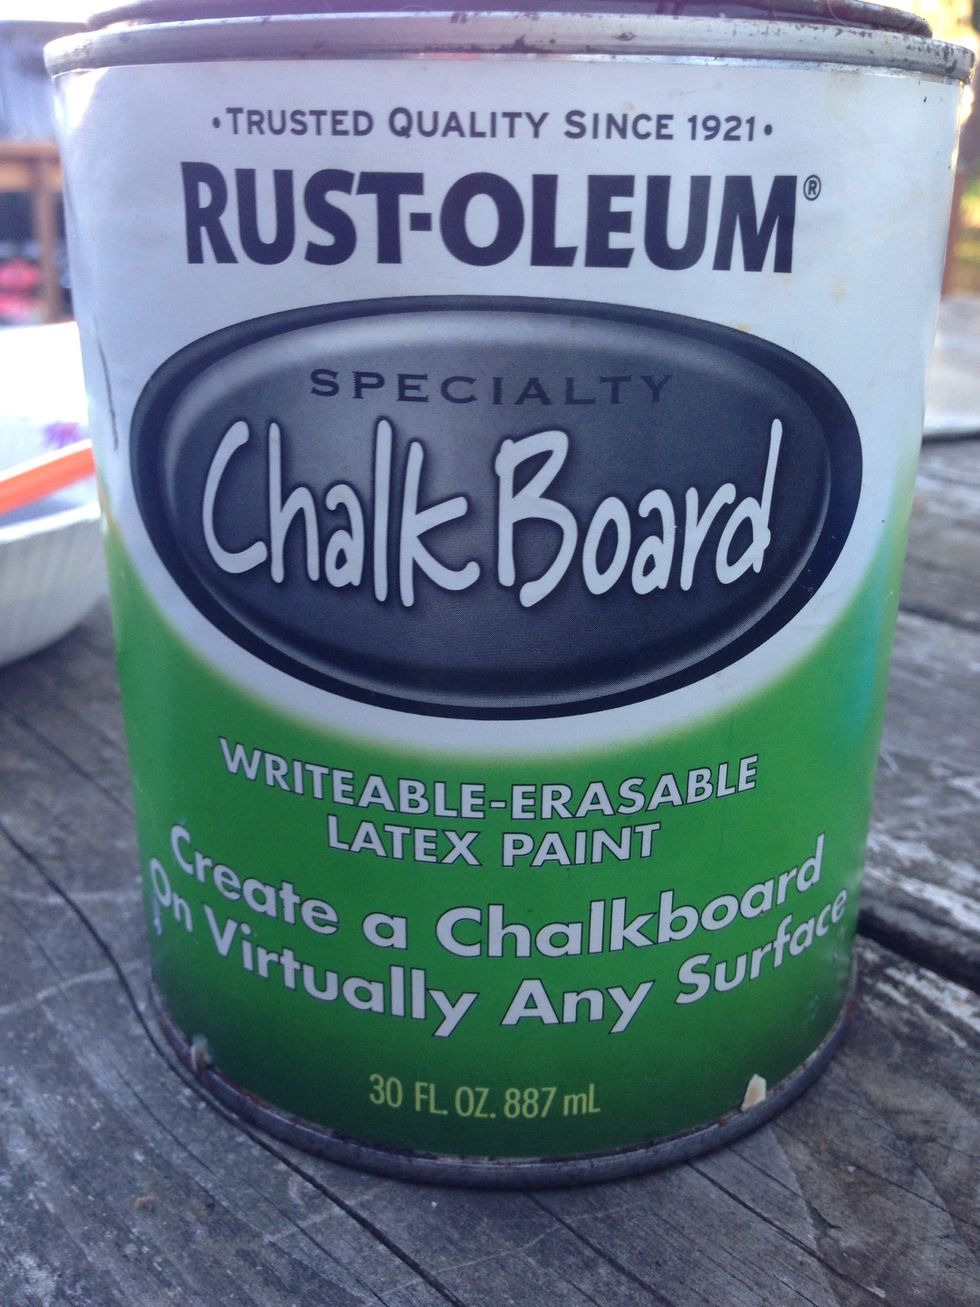 •TRUSTED QUALITY SINCE 1921•
RUST-OLEUM®
SPECIALTY
Chalk Board
WRITEABLE-ERASABLE
LATEX PAINT
Create a Chalkboard
On Virtually Any Surface
30 FL. OZ. 887 mL